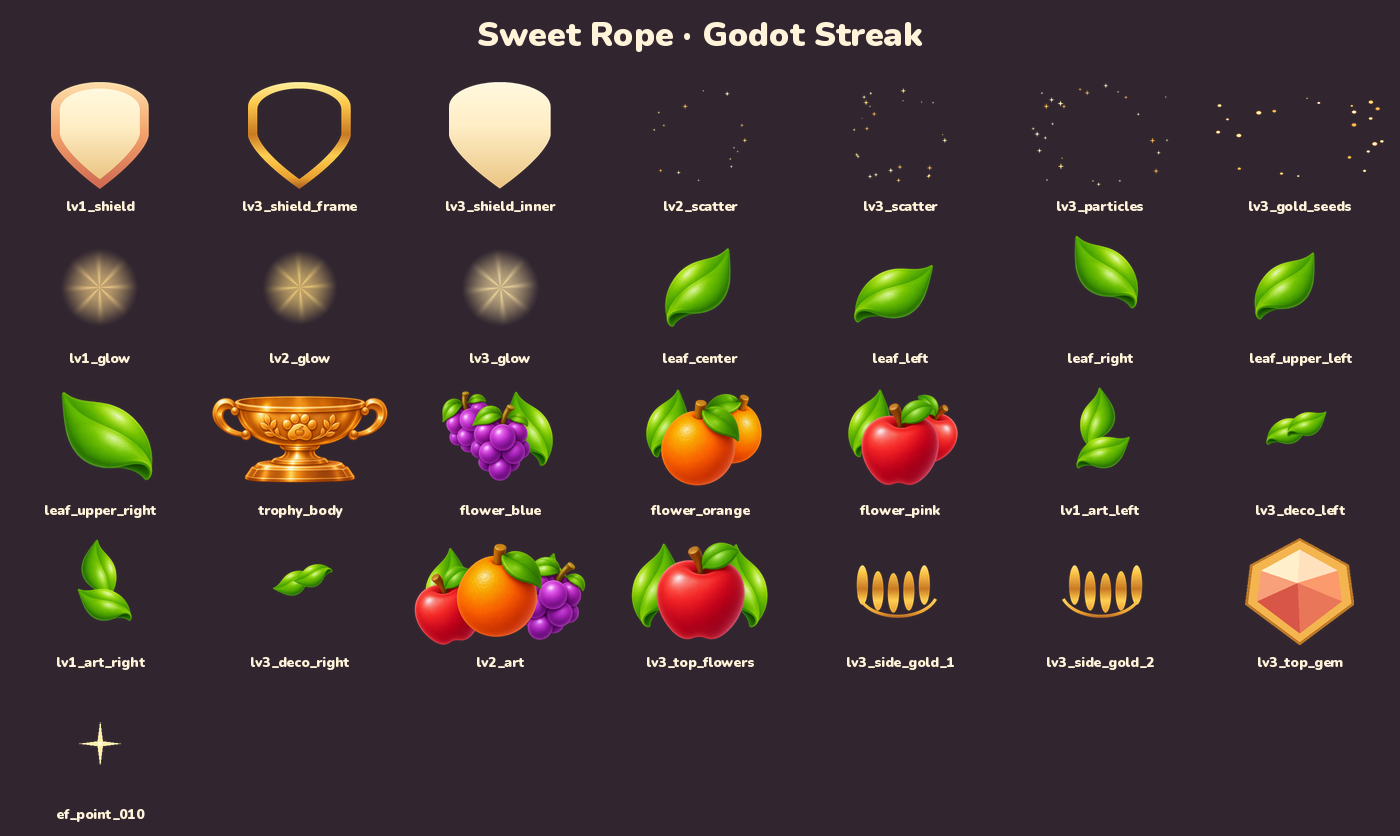 Sweet Rope · Godot Streak
lv1_shield
lv3_shield_frame
lv3_shield_inner
lv2_scatter
lv3_scatter
lv3_particles
lv3_gold_seeds
lv1_glow
lv2_glow
lv3_glow
leaf_center
leaf_left
leaf_right
leaf_upper_left
leaf_upper_right
trophy_body
flower_blue
flower_orange
flower_pink
lv1_art_left
lv3_deco_left
lv1_art_right
lv3_deco_right
lv2_art
lv3_top_flowers
lv3_side_gold_1
lv3_side_gold_2
lv3_top_gem
ef_point_010